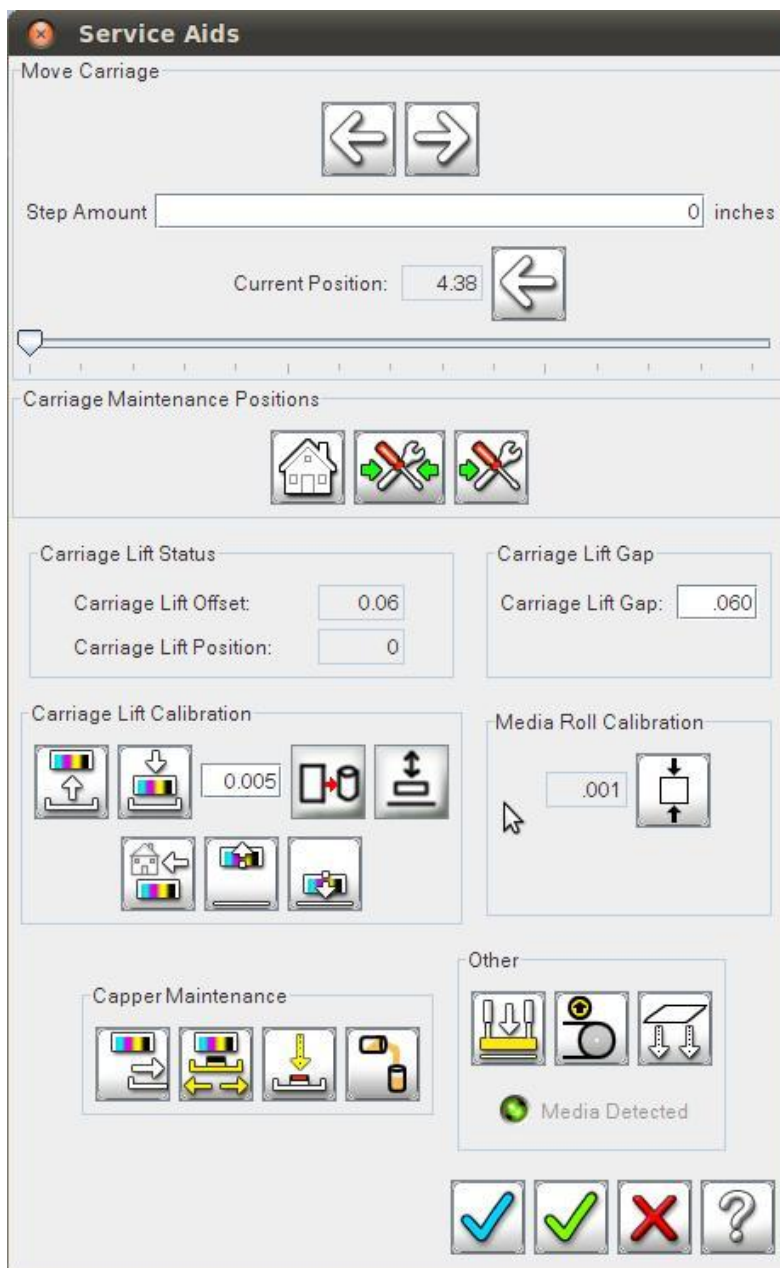 Service Aids
Move Carriage
Step Amount 0 inches
Current Position: 4.38
Carriage Maintenance Positions
Carriage Lift Status
Carriage Lift Offset: 0.06
Carriage Lift Position: 0
Carriage Lift Gap
Carriage Lift Gap: .060
Carriage Lift Calibration
0.005
Media Roll Calibration
.001
Capper Maintenance
Other
Media Detected